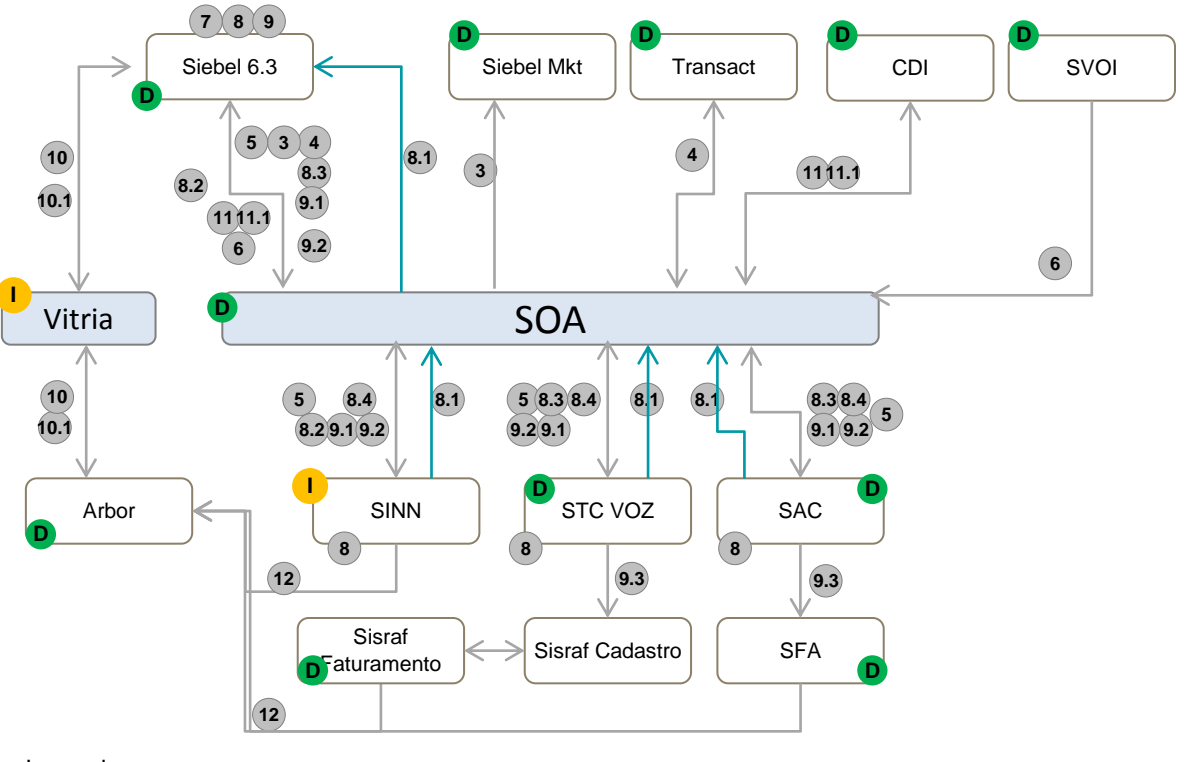 7 8 9
D D D D
Siebel 6.3 Siebel Mkt Transact CDI SVOI
D
5 3 4
10 8.1 4
8.3 3 11 11.1
8.2
10.1 9.1
11 11.1
6 9.2
6
I
D
Vitria SOA
10 5 8.4 8.1 5 8.3 8.4 8.1 8.1 8.3 8.4
5
10.1 8.2 9.1 9.2 9.2 9.1 9.1 9.2
I D D
Arbor SINN STC VOZ SAC
D
8 8 8
12 9.3 9.3
Sisraf
Faturamento Sisraf Cadastro SFA
D D
12